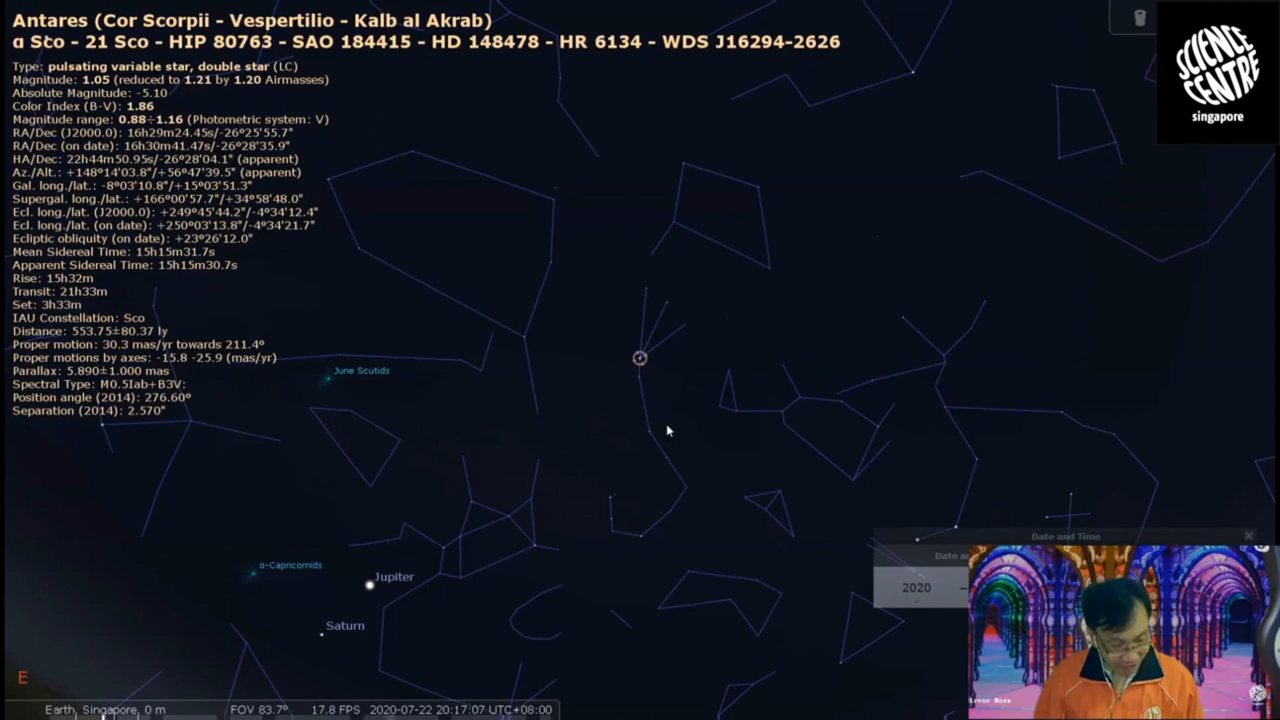 Antares (Cor Scorpii - Vespertilio - Kalb al Akrab)
α Sco - 21 Sco - HIP 80763 - SAO 184415 - HD 148478 - HR 6134 - WDS J16294-2626
Type: pulsating variable star, double star (LC)
Magnitude: 1.05 (reduced to 1.21 by 1.20 Airmasses)
Absolute Magnitude: -5.10
Color Index (B-V): 1.86
Magnitude range: 0.88÷1.16 (Photometric system: V)
RA/Dec (J2000.0): 16h29m24.45s/-26°25'55.7"
RA/Dec (on date): 16h30m41.47s/-26°28'35.9"
HA/Dec: 22h44m50.95s/-26°28'04.1" (apparent)
Az./Alt.: +148°14'03.8"/+56°47'39.5" (apparent)
Gal. long./lat.: -8°03'10.8"/+15°03'51.3"
Supergal. long./lat.: +166°00'57.7"/+34°58'48.0"
Ecl. long./lat. (J2000.0): +249°45'44.2"/-4°34'12.4"
Ecl. long./lat. (on date): +250°03'13.8"/-4°34'21.7"
Ecliptic obliquity (on date): +23°26'12.0"
Mean Sidereal Time: 15h15m31.7s
Apparent Sidereal Time: 15h15m30.7s
Rise: 15h32m
Transit: 21h33m
Set: 3h33m
IAU Constellation: Sco
Distance: 553.75±80.37 ly
Proper motion: 30.3 mas/yr towards 211.4°
Proper motions by axes: -15.8 -25.9 (mas/yr)
Parallax: 5.890±1.000 mas
Spectral Type: M0.5Iab+B3V:
Position angle (2014): 276.60°
Separation (2014): 2.570"
SCIENCE
CENTRE
singapore
June Scutids
α-Capricornids
Jupiter
Saturn
E
Date and Time
Date a
2020 –
Mirror Maze
Earth, Singapore, 0 m FOV 83.7° 17.8 FPS 2020-07-22 20:17:07 UTC+08:00